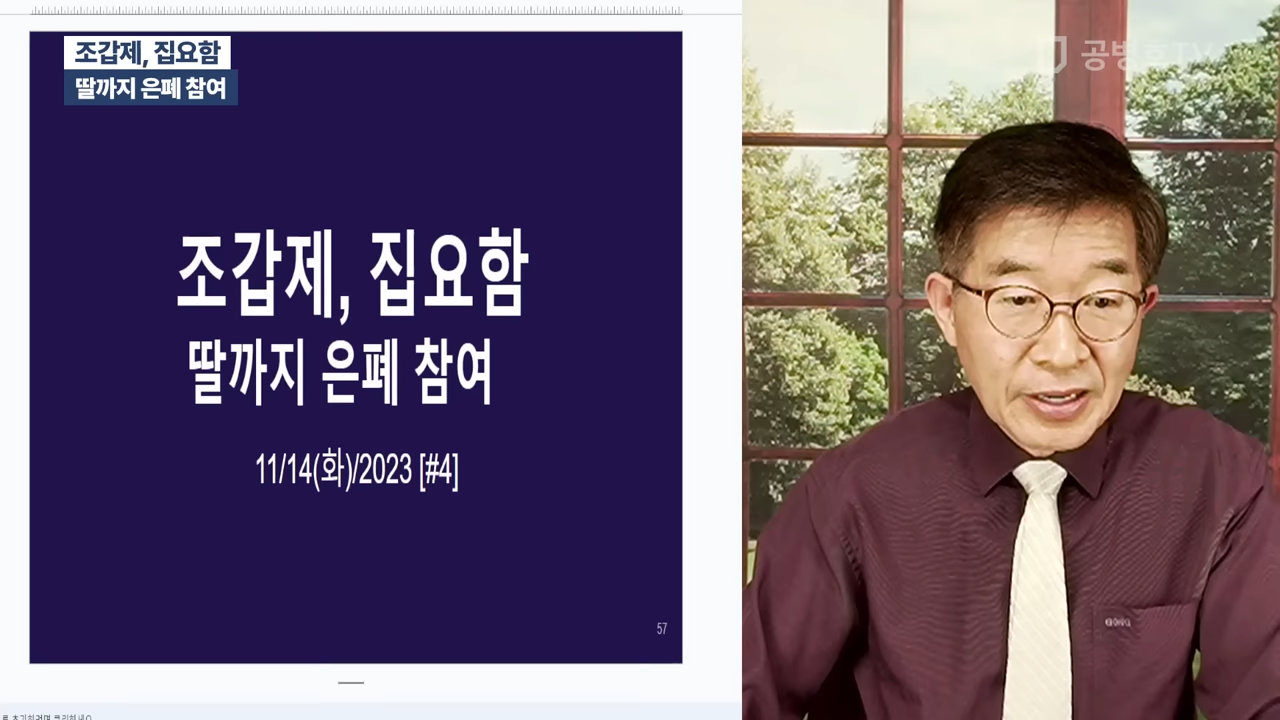 조갑제, 집요함
딸까지 은폐 참여
공병호TV
조갑제, 집요함
딸까지 은폐 참여
11/14(화)/2023 [#4]
57